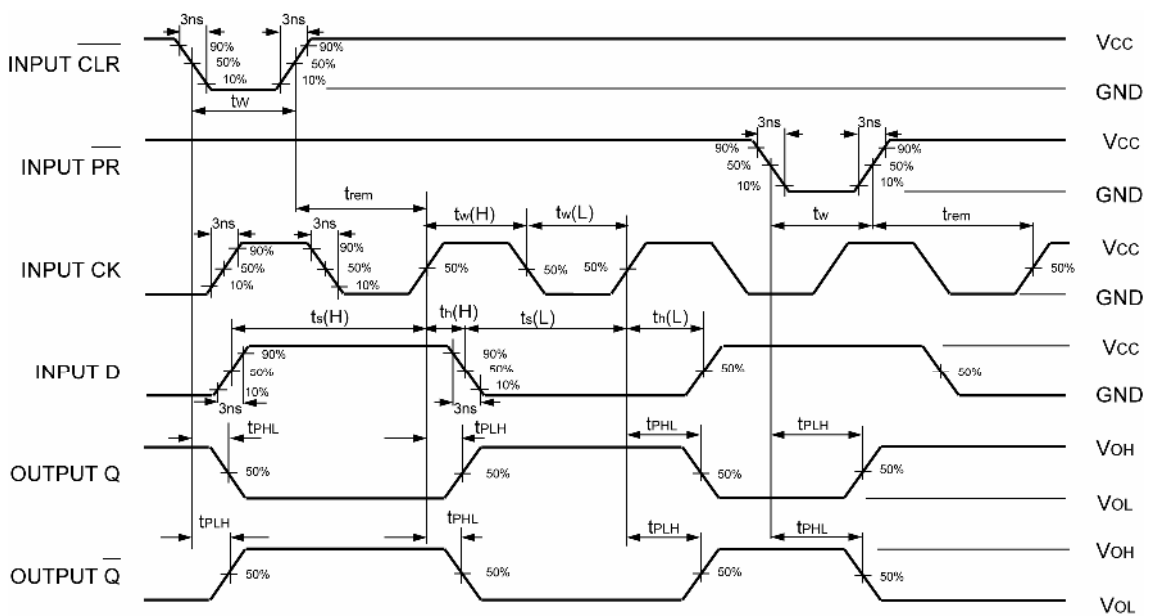 3ns 3ns
INPUT CLR 90% 90% Vcc
50% 50%
10% 10% GND
tw
3ns 3ns
INPUT PR Vcc
90% 90%
50% 50%
10% 10% GND
trem tw(H) tw(L) tw trem
3ns 3ns
INPUT CK 90% 90% Vcc
50% 50% 50% 50% 50% 50%
10% 10% GND
ts(H) th(H) ts(L) th(L)
INPUT D 90% 90% Vcc
50% 50% 50%
10% 10% GND
3ns 3ns
tPHL tPLH tPHL tPLH
OUTPUT Q VOH
50% 50% 50% 50%
VOL
tPLH tPHL tPLH tPHL
OUTPUT Q VOH
50% 50% 50% 50%
VOL